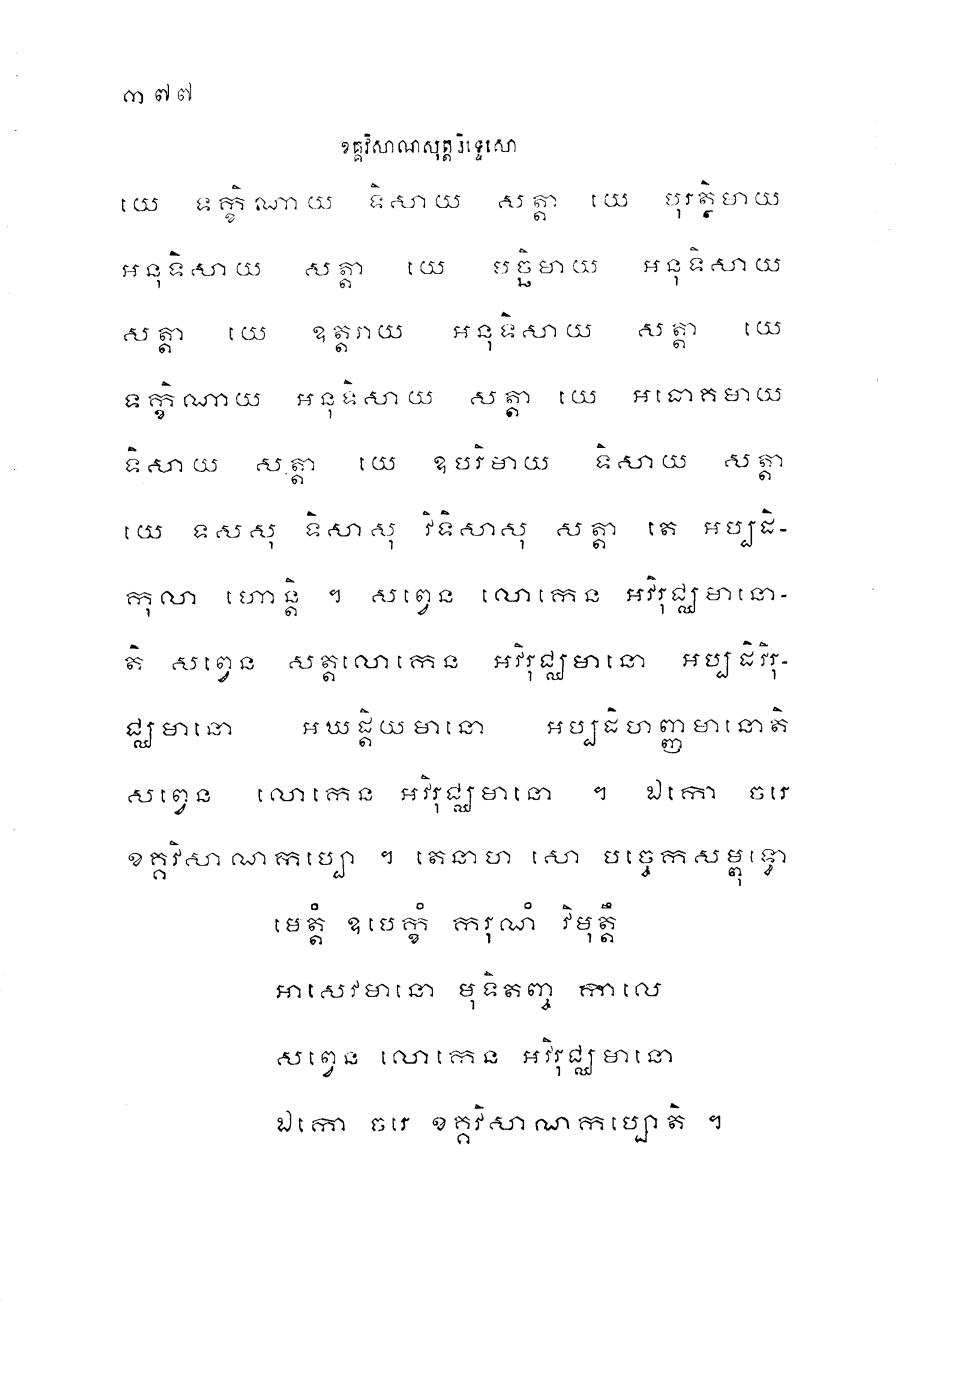 ៣៧៧
ខគ្គវិសាណសុត្តនិទ្ទេសោ
យេ ទក្ខិណាយ ទិសាយ សត្តា យេ បុរត្ថិមាយ
អនុទិសាយ សត្តា យេ បច្ឆិមាយ អនុទិសាយ
សត្តា យេ ឧត្តរាយ អនុទិសាយ សត្តា យេ
ទក្ខិណាយ អនុទិសាយ សត្តា យេ អធោគមាយ
ទិសាយ សត្តា យេ ឧបរិមាយ ទិសាយ សត្តា
យេ ទសសុ ទិសាសុ វិទិសាសុ សត្តា តេ អប្បដិ-
កុលា ហោន្តិ ។ សព្វេន លោកេន អវិរុជ្ឈមានោ-
តិ សព្វេន សត្តលោកេន អវិរុជ្ឈមានោ អប្បដិវិរុ-
ជ្ឈមានោ អឃដ្តិយមានោ អប្បដិហញ្ញមានោតិ
សព្វេន លោកេន អវិរុជ្ឈមានោ ។ ឯកោ ចរេ
ខគ្គវិសាណកប្បោ ។ តេនាហ សោ បច្ចេកសម្ពុទ្ធោ
មេត្តំ ឧបេក្ខំ ករុណំ វិមុត្តឹ
អាសេវមានោ មុទិតញ្ច កាលេ
សព្វេន លោកេន អវិរុជ្ឈមានោ
ឯកោ ចរេ ខគ្គវិសាណកប្បោតិ ។